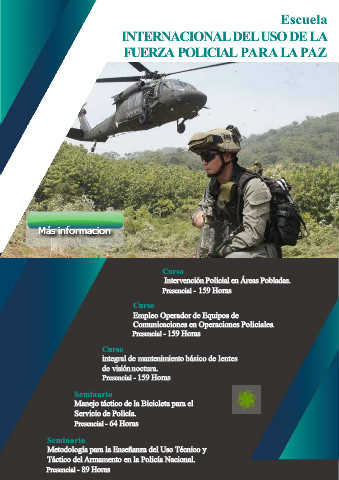 Escuela
INTERNACIONAL DEL USO DE LA
FUERZA POLICIAL PARA LA PAZ
Más informacion
Curso
Intervención Policial en Áreas Pobladas.
Presencial - 159 Horas
Curso
Empleo Operador de Equipos de
Comunicaciones en Operaciones Policiales.
Presencial - 159 Horas
Curso
integral de mantenimiento básico de lentes
de visión noctura.
Presencial - 159 Horas
Seminario
Manejo táctico de la Bicicleta para el
Servicio de Policía.
Presencial - 64 Horas
Seminario
Metodología para la Enseñanza del Uso Técnico y
Táctico del Armamento en la Policía Nacional.
Presencial - 89 Horas